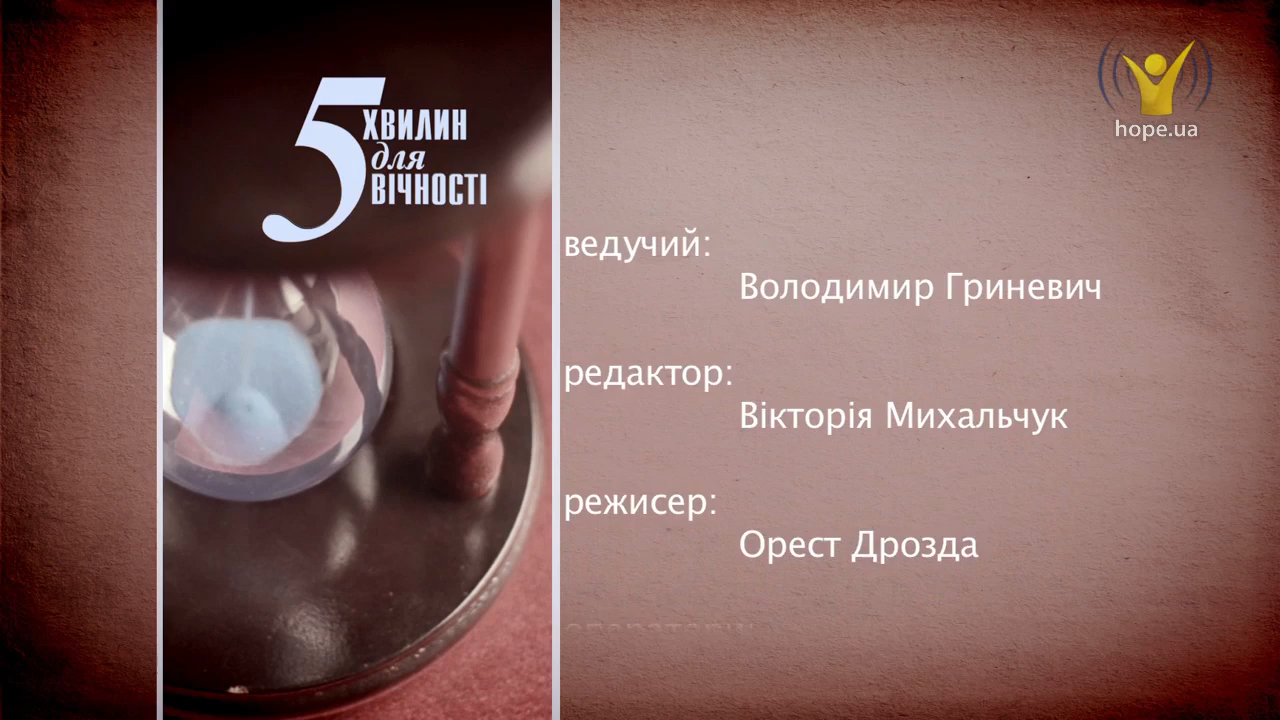 5 ХВИЛИН
для
ВІЧНОСТІ
hope.ua
ведучий:
Володимир Гриневич
редактор:
Вікторія Михальчук
режисер:
Орест Дрозда